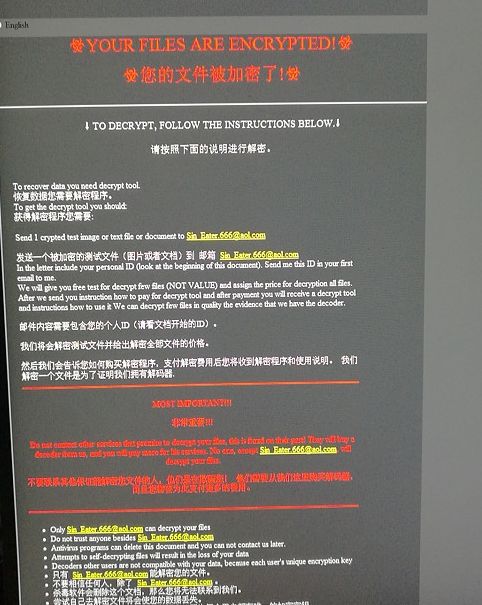 English
☣YOUR FILES ARE ENCRYPTED!☣
☣您的文件被加密了!☣
⬇ TO DECRYPT, FOLLOW THE INSTRUCTIONS BELOW.⬇
请按照下面的说明进行解密。
To recover data you need decrypt tool.
恢复数据您需要解密程序。
To get the decrypt tool you should:
获得解密程序您需要:
Send 1 crypted test image or text file or document to Sin_Eater.666@aol.com
发送一个被加密的测试文件（图片或者文档）到 邮箱 Sin_Eater.666@aol.com
In the letter include your personal ID (look at the beginning of this document). Send me this ID in your first
email to me.
We will give you free test for decrypt few files (NOT VALUE) and assign the price for decryption all files.
After we send you instruction how to pay for decrypt tool and after payment you will receive a decrypt tool
and instructions how to use it We can decrypt few files in quality the evidence that we have the decoder.
邮件内容需要包含您的个人ID（请看文档开始的ID）。
我们将会解密测试文件并给出解密全部文件的价格。
然后我们会告诉您如何购买解密程序，支付解密费用后您将收到解密程序和使用说明。 我们
解密一个文件是为了证明我们拥有解码器.
MOST IMPORTANT!!!
非常重要!!!
Do not contact other services that promise to decrypt your files, this is fraud on their part! They will buy a
decoder from us, and you will pay more for his services. No one, except Sin_Eater.666@aol.com, will
decrypt your files.
不要联系其他保证能解密您文件的人，他们是在欺骗您! 他们需要从我们这里购买解码器,
而且您将会为此支付更多的费用。
• Only Sin_Eater.666@aol.com can decrypt your files
• Do not trust anyone besides Sin_Eater.666@aol.com
• Antivirus programs can delete this document and you can not contact us later.
• Attempts to self-decrypting files will result in the loss of your data
• Decoders other users are not compatible with your data, because each user's unique encryption key
• 只有 Sin_Eater.666@aol.com 能解密您的文件。
• 不要相信任何人，除了 Sin_Eater.666@aol.com 。
• 杀毒软件会删除这个文档，那么您将无法联系到我们。
• 尝试自己去解密文件将会使您的数据丢失。